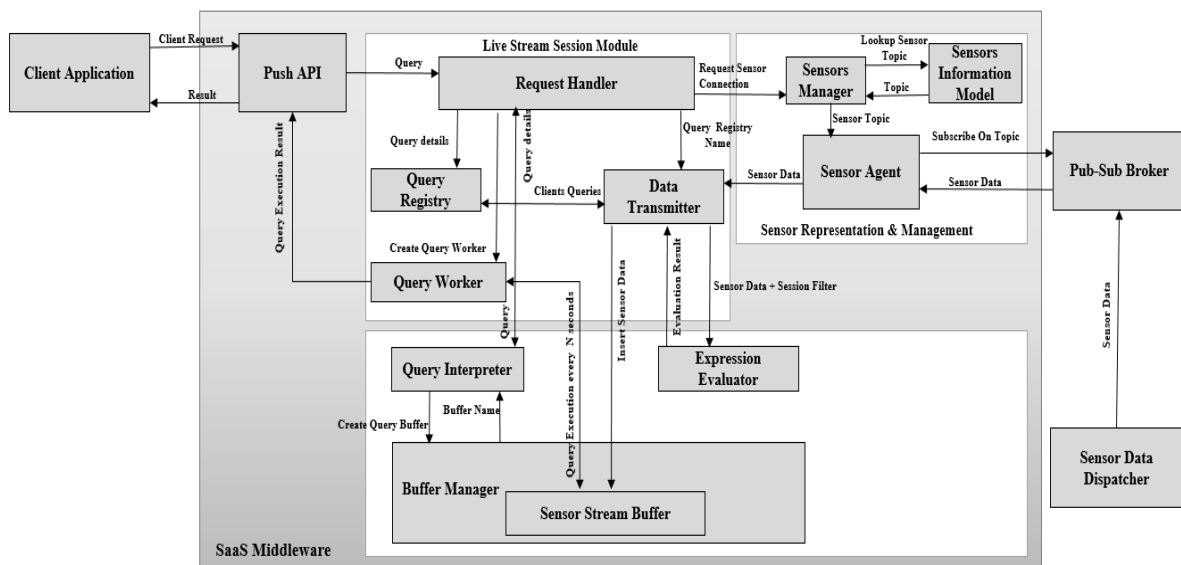 Live Stream Session Module
Client Request
Client Application
Result
Push API
Query
Request Handler
Request Sensor
Connection
Lookup Sensor
Topic
Topic
Sensors
Manager
Sensors
Information
Model
Sensor Topic
Subscribe On Topic
Query details
Query details
Query Registry
Name
Query
Registry
Clients Queries
Data
Transmitter
Sensor Data
Sensor Agent
Sensor Data
Pub-Sub Broker
Sensor Representation & Management
Query Execution Result
Create Query Worker
Query Worker
Query
Query Execution every N seconds
Insert Sensor Data
Evaluation Result
Sensor Data + Session Filter
Sensor Data
Query Interpreter
Expression
Evaluator
Create Query Buffer
Buffer Name
Buffer Manager
Sensor Stream Buffer
Sensor Data
Dispatcher
SaaS Middleware